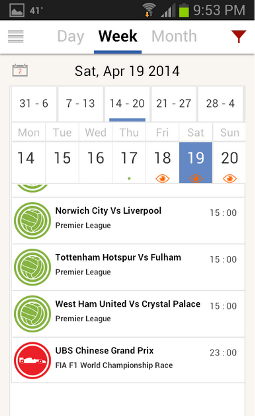 41°
9:53 PM
Day Week Month
Sat, Apr 19 2014
31 - 6 7 - 13 14 - 20 21 - 27 28 - 4
Mon Tue Wed Thu Fri Sat Sun
14 15 16 17 18 19 20
Norwich City Vs Liverpool 15 : 00
Premier League
Tottenham Hotspur Vs Fulham 15 : 00
Premier League
West Ham United Vs Crystal Palace 15 : 00
Premier League
UBS Chinese Grand Prix 23 : 00
FIA F1 World Championship Race